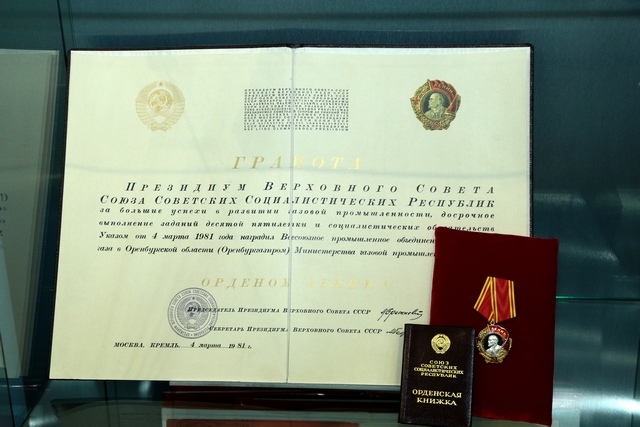 ГРАМОТА
Президиум Верховного Совета
Союза Советских Социалистических Республик
за большие успехи в развитии газовой промышленности, досрочное
выполнение заданий десятой пятилетки и социалистических обязательств
Указом от 4 марта 1981 года наградил Всесоюзное промышленное
газа в Оренбургской области (Оренбурггазпром) Министерства газовой
ОРДЕНОМ ЛЕНИНА
Председатель Президиума Верховного Совета СССР
Секретарь Президиума Верховного Совета СССР
Москва, Кремль. 4 марта 1981 г.
СОЮЗ
СОВЕТСКИХ
СОЦИАЛИСТИЧЕСКИХ
РЕСПУБЛИК
ОРДЕНСКАЯ
КНИЖКА